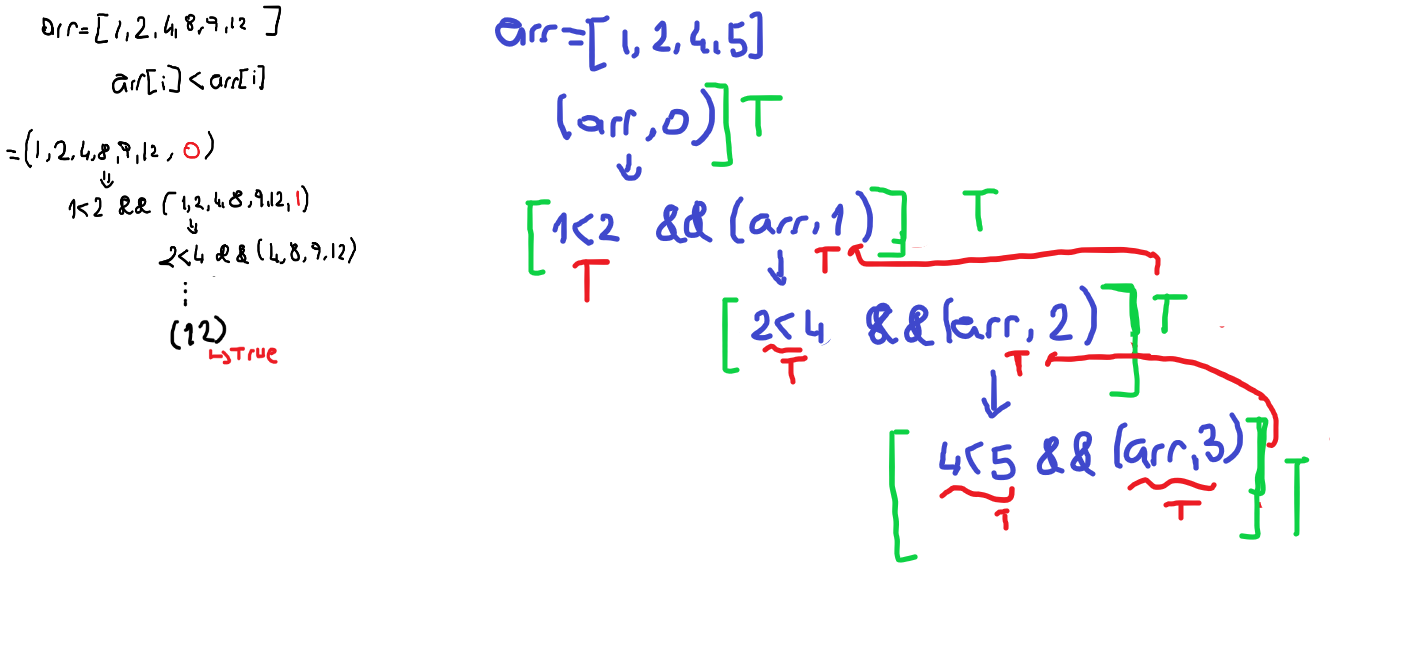 arr=[1,2,4,8,9,12 ]
arr[i]<arr[i]
=(1,2,4,8,9,12, 0)
1<2 && (1,2,4,8,9,12,1)
2<4 && (4,8,9,12)
(12)
True
arr=[1,2,4,5]
(arr,0)] T
[1<2 &&(arr,1)] T
T T
[2<4 &&(arr,2)] T
T T
[4<5 &&(arr,3)] T
T T